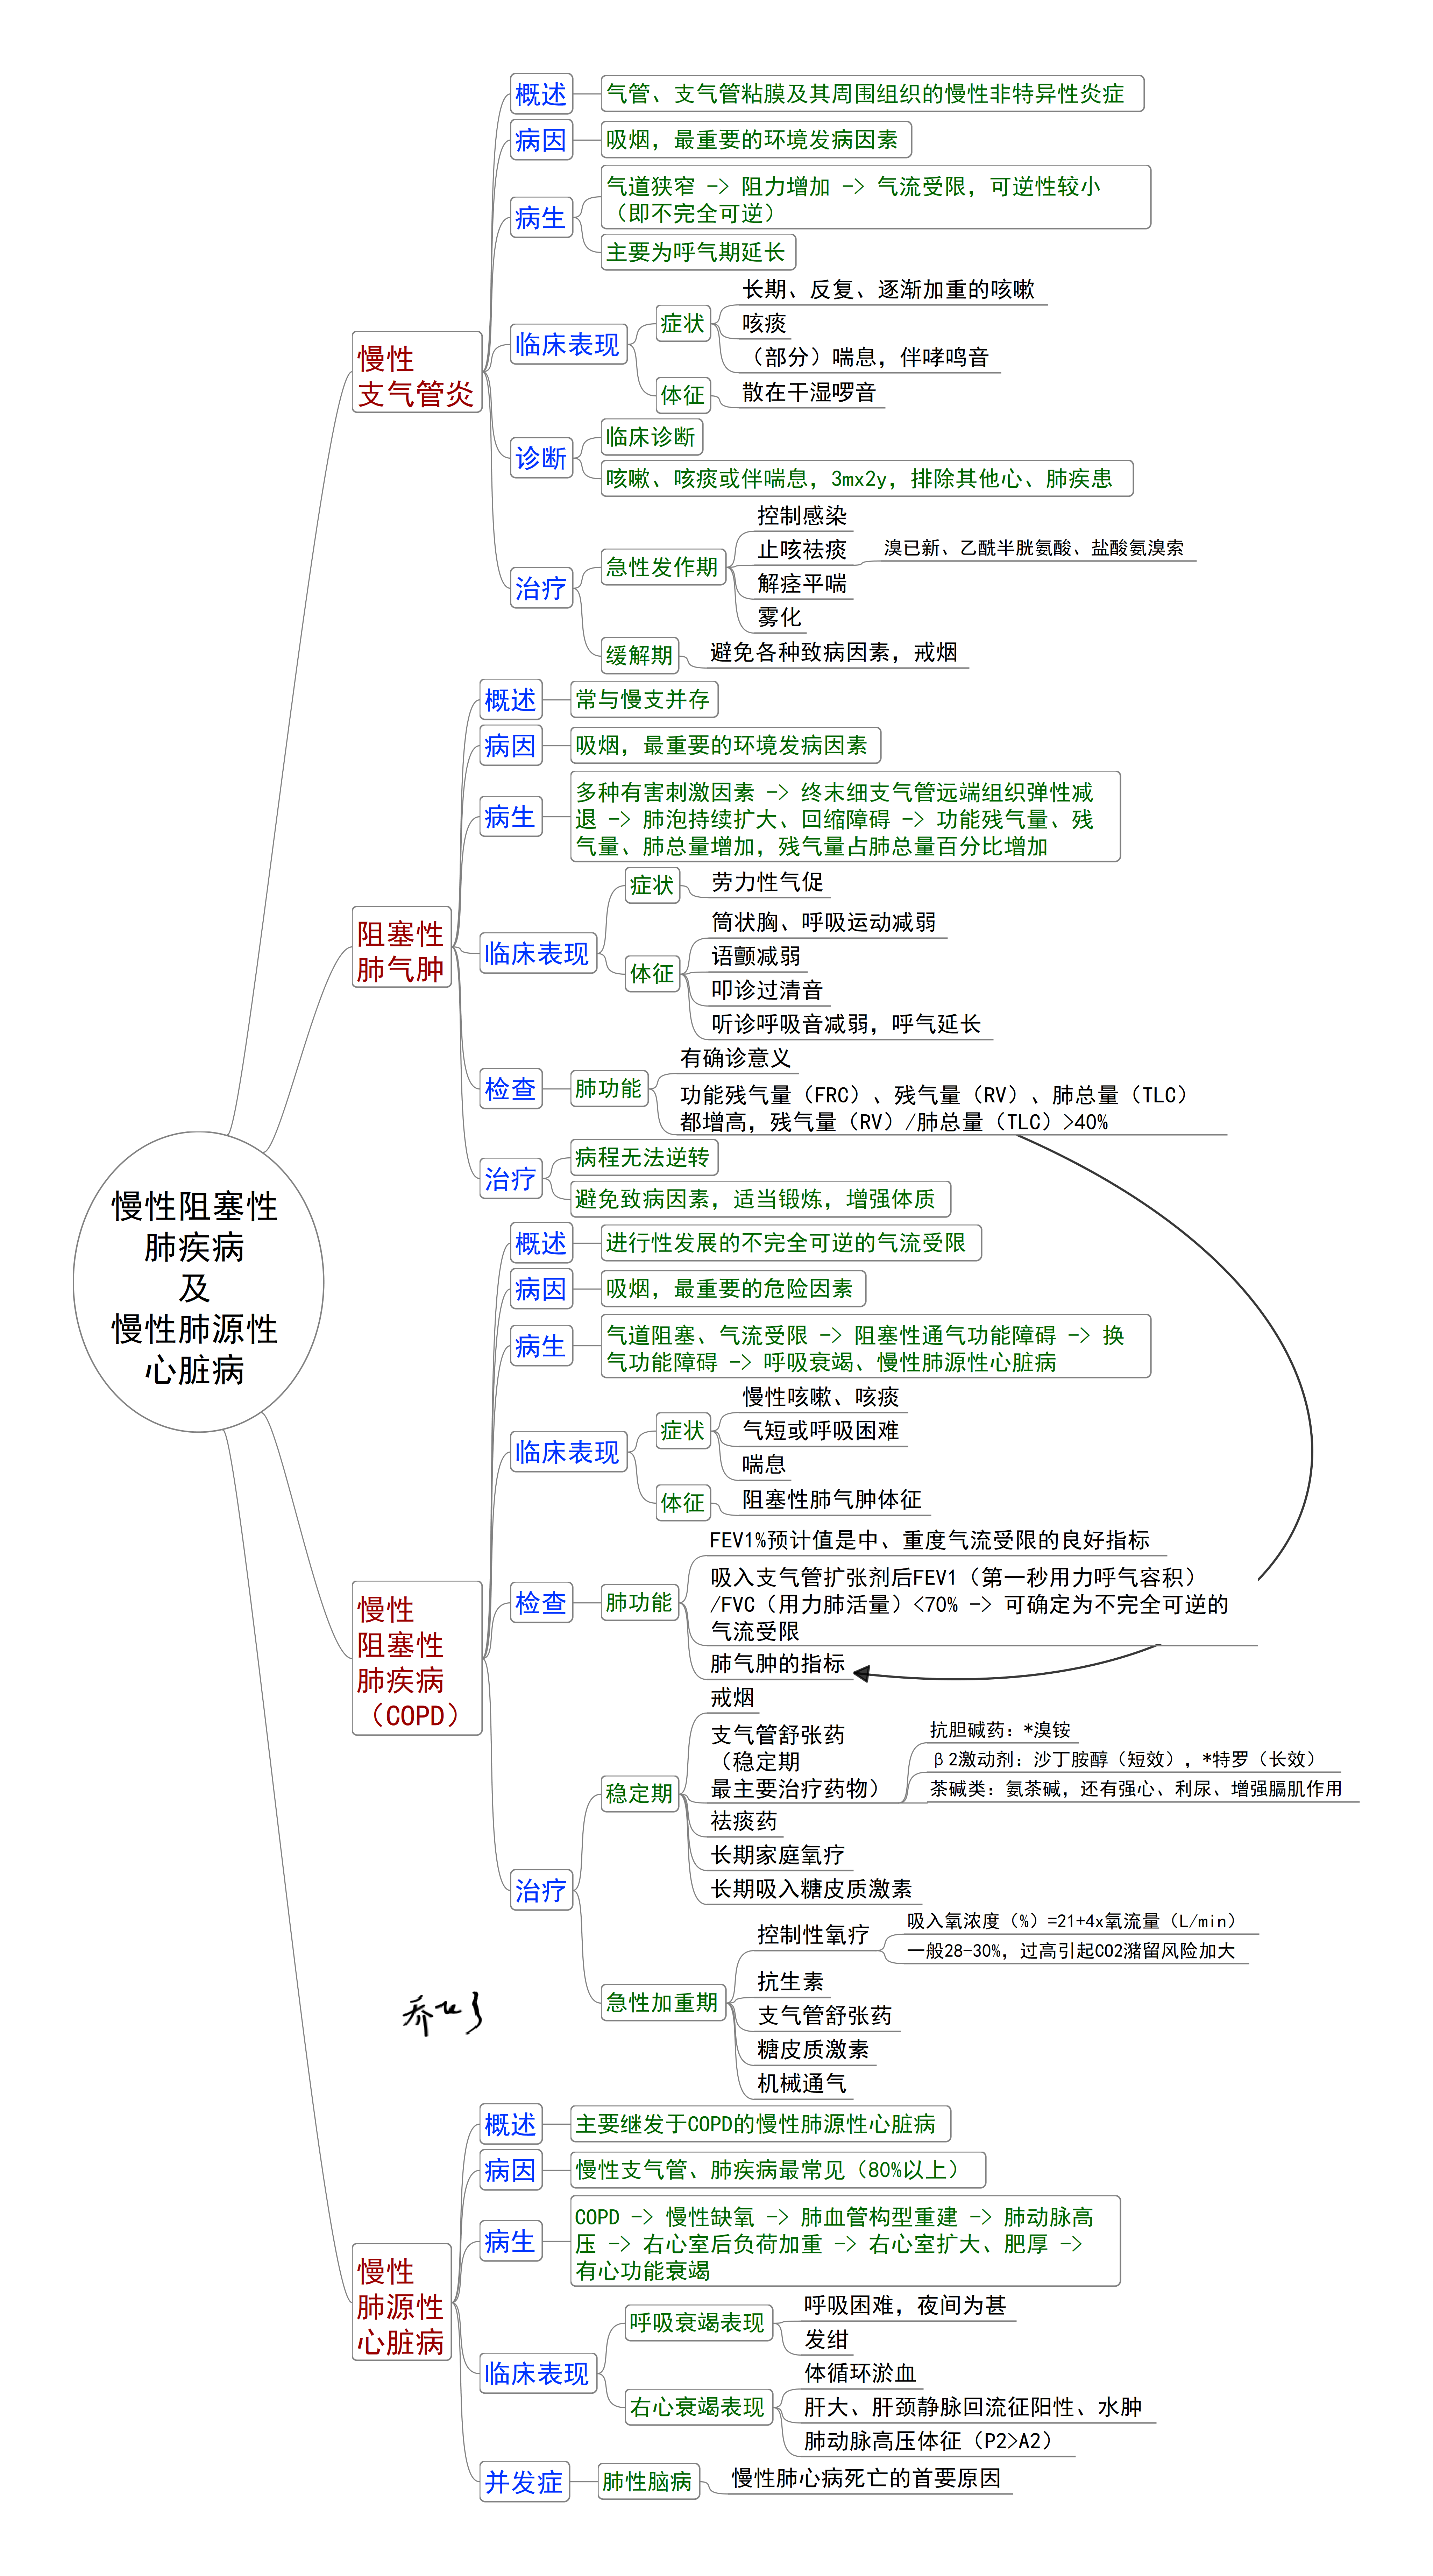 慢性阻塞性
肺疾病
及
慢性肺源性
心脏病
慢性
支气管炎
概述
气管、支气管粘膜及其周围组织的慢性非特异性炎症
病因
吸烟，最重要的环境发病因素
病生
气道狭窄 -> 阻力增加 -> 气流受限，可逆性较小
（即不完全可逆）
主要为呼气期延长
临床表现
症状
长期、反复、逐渐加重的咳嗽
咳痰
（部分）喘息，伴哮鸣音
体征
散在干湿啰音
诊断
临床诊断
咳嗽、咳痰或伴喘息，3mx2y，排除其他心、肺疾患
治疗
急性发作期
控制感染
止咳祛痰
溴已新、乙酰半胱氨酸、盐酸氨溴索
解痉平喘
雾化
缓解期
避免各种致病因素，戒烟
阻塞性
肺气肿
概述
常与慢支并存
病因
吸烟，最重要的环境发病因素
病生
多种有害刺激因素 -> 终末细支气管远端组织弹性减
退 -> 肺泡持续扩大、回缩障碍 -> 功能残气量、残
气量、肺总量增加，残气量占肺总量百分比增加
临床表现
症状
劳力性气促
体征
筒状胸、呼吸运动减弱
语颤减弱
叩诊过清音
听诊呼吸音减弱，呼气延长
检查
肺功能
有确诊意义
功能残气量（FRC）、残气量（RV）、肺总量（TLC）
都增高，残气量（RV）/肺总量（TLC）>40%
治疗
病程无法逆转
避免致病因素，适当锻炼，增强体质
慢性
阻塞性
肺疾病
（COPD）
概述
进行性发展的不完全可逆的气流受限
病因
吸烟，最重要的危险因素
病生
气道阻塞、气流受限 -> 阻塞性通气功能障碍 -> 换
气功能障碍 -> 呼吸衰竭、慢性肺源性心脏病
临床表现
症状
慢性咳嗽、咳痰
气短或呼吸困难
喘息
体征
阻塞性肺气肿体征
检查
肺功能
FEV1%预计值是中、重度气流受限的良好指标
吸入支气管扩张剂后FEV1（第一秒用力呼气容积）
/FVC（用力肺活量）<70% -> 可确定为不完全可逆的
气流受限
肺气肿的指标
治疗
稳定期
戒烟
支气管舒张药
（稳定期
最主要治疗药物）
抗胆碱药：*溴铵
β2激动剂：沙丁胺醇（短效），*特罗（长效）
茶碱类：氨茶碱，还有强心、利尿、增强膈肌作用
祛痰药
长期家庭氧疗
长期吸入糖皮质激素
急性加重期
控制性氧疗
吸入氧浓度（%）=21+4x氧流量（L/min）
一般28-30%，过高引起CO2潴留风险加大
抗生素
支气管舒张药
糖皮质激素
机械通气
慢性
肺源性
心脏病
概述
主要继发于COPD的慢性肺源性心脏病
病因
慢性支气管、肺疾病最常见（80%以上）
病生
COPD -> 慢性缺氧 -> 肺血管构型重建 -> 肺动脉高
压 -> 右心室后负荷加重 -> 右心室扩大、肥厚 ->
有心功能衰竭
临床表现
呼吸衰竭表现
呼吸困难，夜间为甚
发绀
右心衰竭表现
体循环淤血
肝大、肝颈静脉回流征阳性、水肿
肺动脉高压体征（P2>A2）
并发症
肺性脑病
慢性肺心病死亡的首要原因